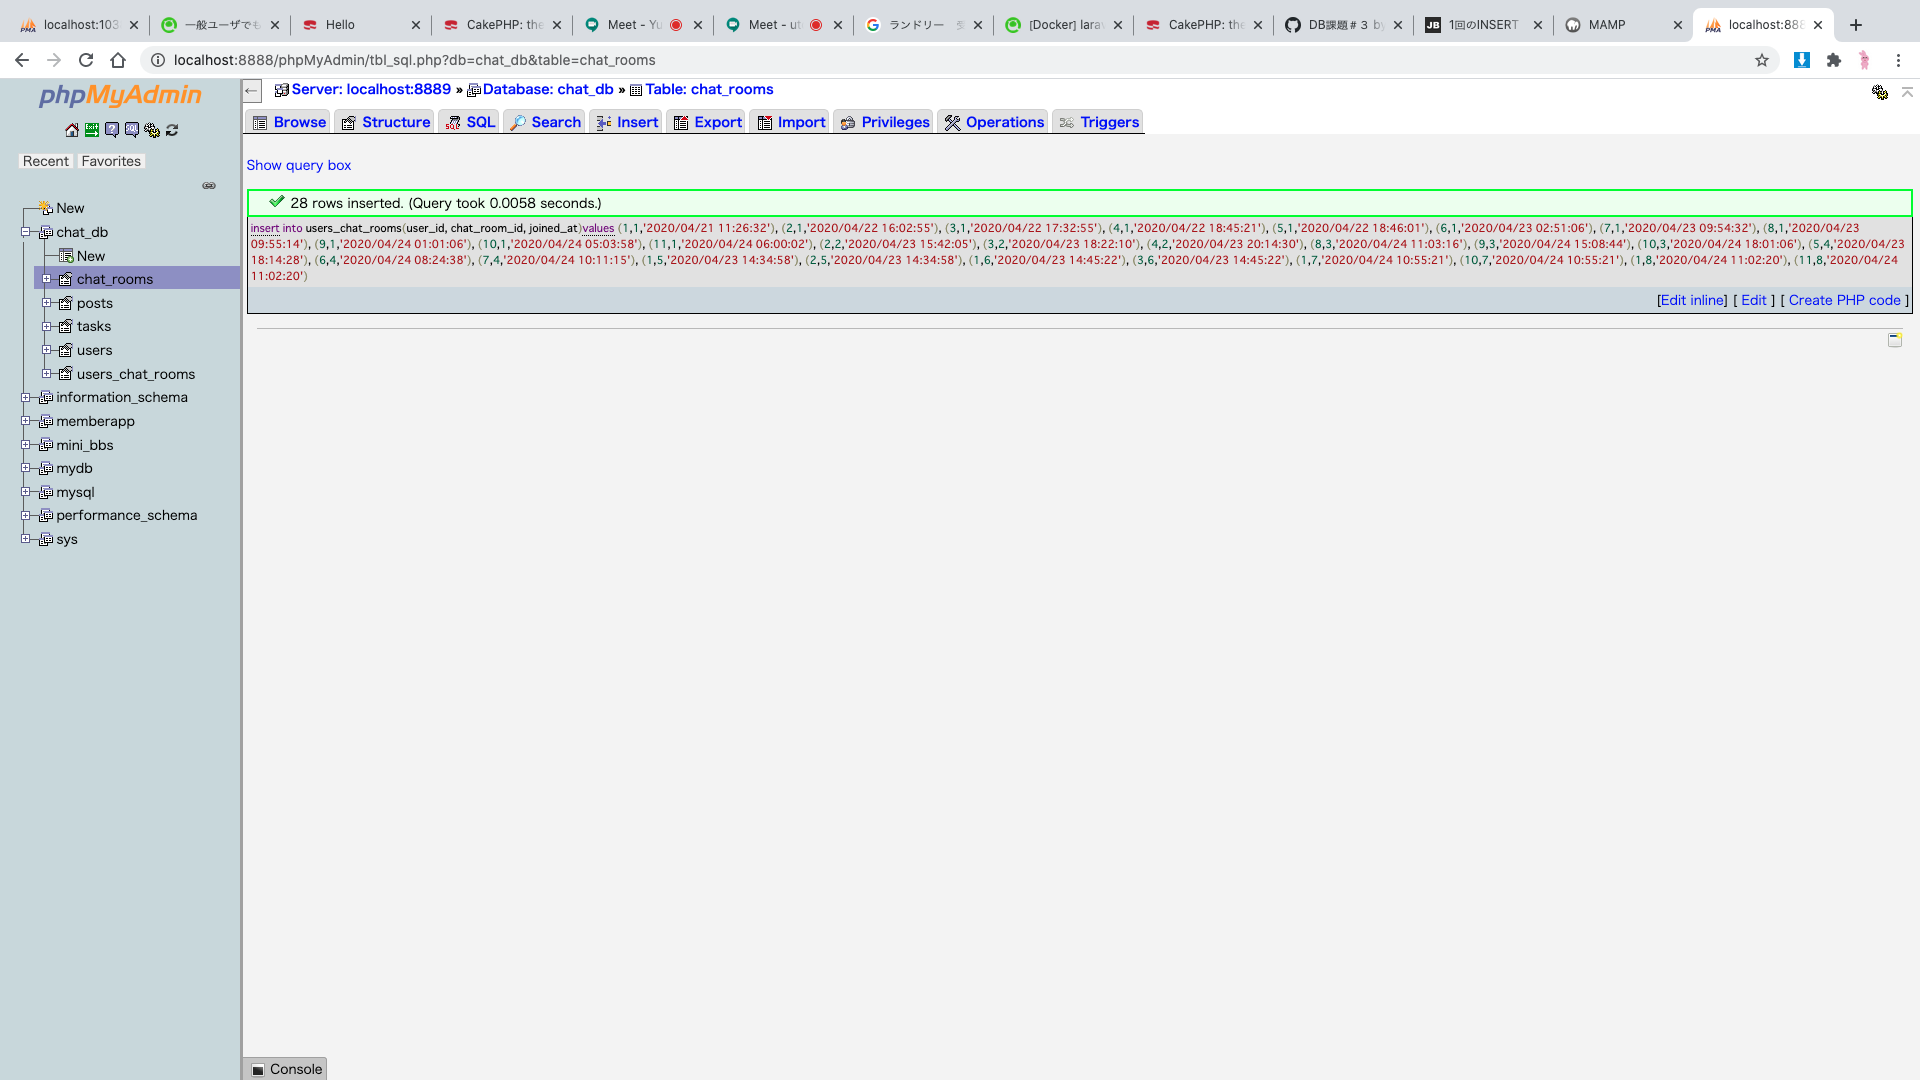 localhost:103
一般ユーザでも
Hello
CakePHP: the
Meet - Yu
Meet - ut
ランドリー 受
[Docker] larav
CakePHP: the
DB課題＃３ by
JB 1回のINSERT
MAMP
localhost:888
localhost:8888/phpMyAdmin/tbl_sql.php?db=chat_db&table=chat_rooms
phpMyAdmin
Recent Favorites
New
chat_db
New
chat_rooms
posts
tasks
users
users_chat_rooms
information_schema
memberapp
mini_bbs
mydb
mysql
performance_schema
sys
Server: localhost:8889 » Database: chat_db » Table: chat_rooms
Browse Structure SQL Search Insert Export Import Privileges Operations Triggers
Show query box
28 rows inserted. (Query took 0.0058 seconds.)
insert into users_chat_rooms(user_id, chat_room_id, joined_at)values (1,1,'2020/04/21 11:26:32'), (2,1,'2020/04/22 16:02:55'), (3,1,'2020/04/22 17:32:55'), (4,1,'2020/04/22 18:45:21'), (5,1,'2020/04/22 18:46:01'), (6,1,'2020/04/23 02:51:06'), (7,1,'2020/04/23 09:54:32'), (8,1,'2020/04/23
09:55:14'), (9,1,'2020/04/24 01:01:06'), (10,1,'2020/04/24 05:03:58'), (11,1,'2020/04/24 06:00:02'), (2,2,'2020/04/23 15:42:05'), (3,2,'2020/04/23 18:22:10'), (4,2,'2020/04/23 20:14:30'), (8,3,'2020/04/24 11:03:16'), (9,3,'2020/04/24 15:08:44'), (10,3,'2020/04/24 18:01:06'), (5,4,'2020/04/23
18:14:28'), (6,4,'2020/04/24 08:24:38'), (7,4,'2020/04/24 10:11:15'), (1,5,'2020/04/23 14:34:58'), (2,5,'2020/04/23 14:34:58'), (1,6,'2020/04/23 14:45:22'), (3,6,'2020/04/23 14:45:22'), (1,7,'2020/04/24 10:55:21'), (10,7,'2020/04/24 10:55:21'), (1,8,'2020/04/24 11:02:20'), (11,8,'2020/04/24
11:02:20')
[Edit inline] [ Edit ] [ Create PHP code ]
Console